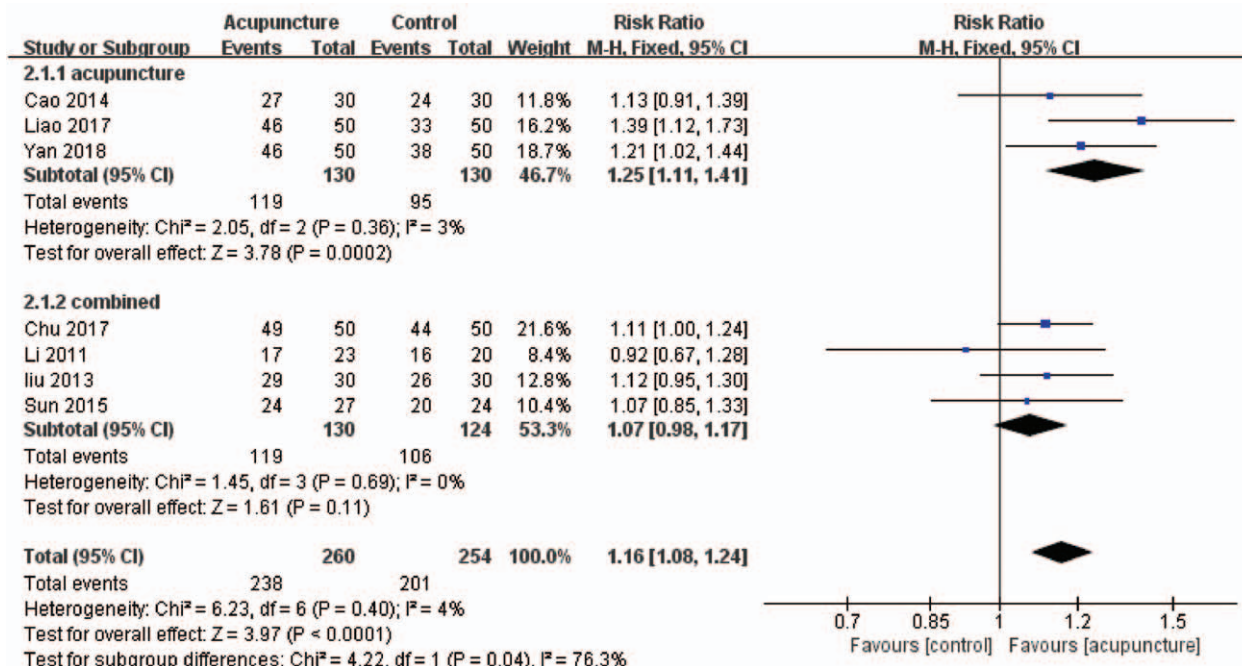 Acupuncture Control Risk Ratio Risk Ratio
Study or Subgroup Events Total Events Total Weight M-H, Fixed, 95% CI M-H, Fixed, 95% CI
2.1.1 acupuncture
Cao 2014 27 30 24 30 11.8% 1.13 [0.91, 1.39]
Liao 2017 46 50 33 50 16.2% 1.39 [1.12, 1.73]
Yan 2018 46 50 38 50 18.7% 1.21 [1.02, 1.44]
Subtotal (95% CI) 130 130 46.7% 1.25 [1.11, 1.41]
Total events 119 95
Heterogeneity: Chi² = 2.05, df = 2 (P = 0.36); I² = 3%
Test for overall effect: Z = 3.78 (P = 0.0002)
2.1.2 combined
Chu 2017 49 50 44 50 21.6% 1.11 [1.00, 1.24]
Li 2011 17 23 16 20 8.4% 0.92 [0.67, 1.28]
liu 2013 29 30 26 30 12.8% 1.12 [0.95, 1.30]
Sun 2015 24 27 20 24 10.4% 1.07 [0.85, 1.33]
Subtotal (95% CI) 130 124 53.3% 1.07 [0.98, 1.17]
Total events 119 106
Heterogeneity: Chi² = 1.45, df = 3 (P = 0.69); I² = 0%
Test for overall effect: Z = 1.61 (P = 0.11)
Total (95% CI) 260 254 100.0% 1.16 [1.08, 1.24]
Total events 238 201
Heterogeneity: Chi² = 6.23, df = 6 (P = 0.40); I² = 4%
Test for overall effect: Z = 3.97 (P < 0.0001)
Test for subgroup differences: Chi² = 4.22, df = 1 (P = 0.04), I² = 76.3%
0.7 0.85 1 1.2 1.5
Favours [control] Favours [acupuncture]